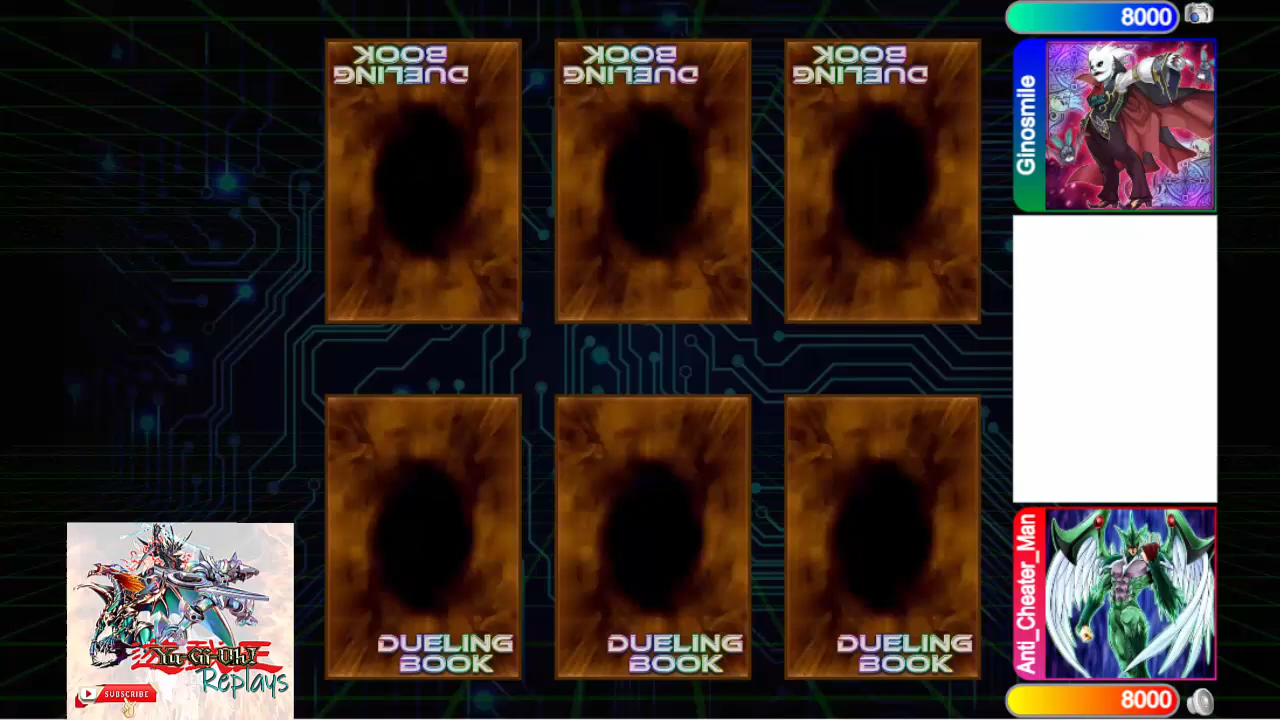 8000
Ginosmile
DUELING
BOOK
DUELING
BOOK
DUELING
BOOK
DUELING
BOOK
DUELING
BOOK
DUELING
BOOK
Anti_Cheater_Man
8000
Yu-Gi-Oh!
Replays
SUBSCRIBE